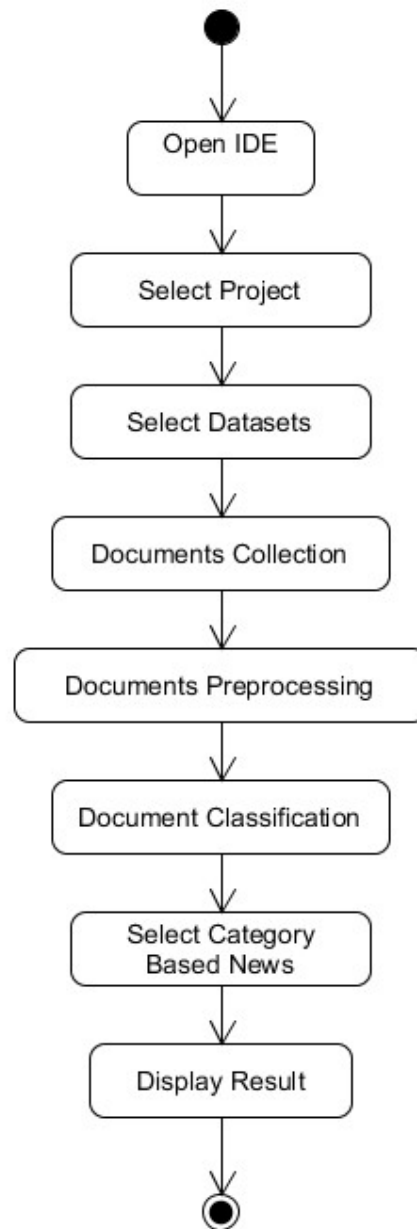 Open IDE
Select Project
Select Datasets
Documents Collection
Documents Preprocessing
Document Classification
Select Category
Based News
Display Result